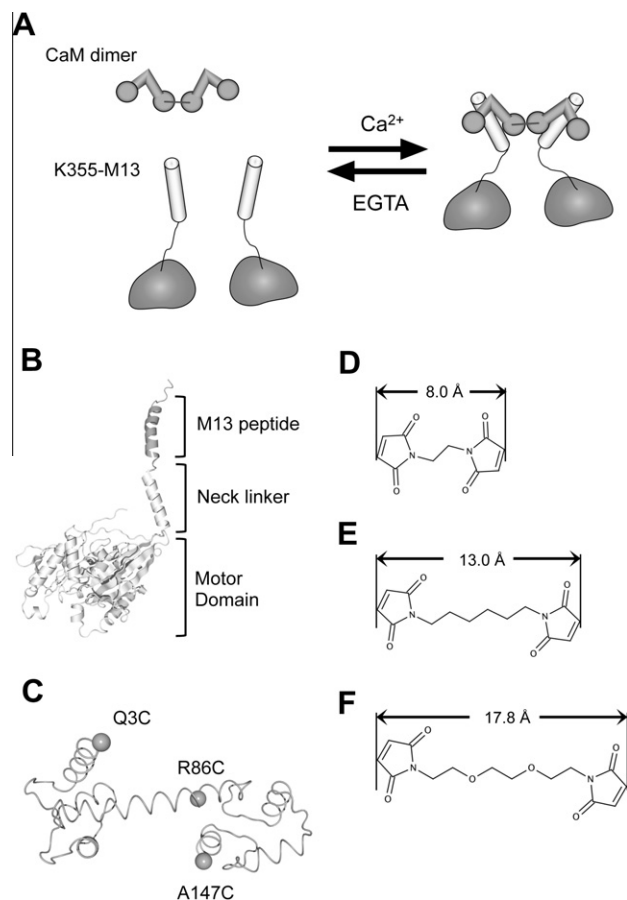 A
CaM dimer
K355-M13
Ca2+
EGTA
B
M13 peptide
Neck linker
Motor
Domain
C
Q3C
R86C
A147C
D
8.0 Å
O
N
O
O
N
O
E
13.0 Å
O
N
O
O
N
O
F
17.8 Å
O
N
O
O
O
O
N
O